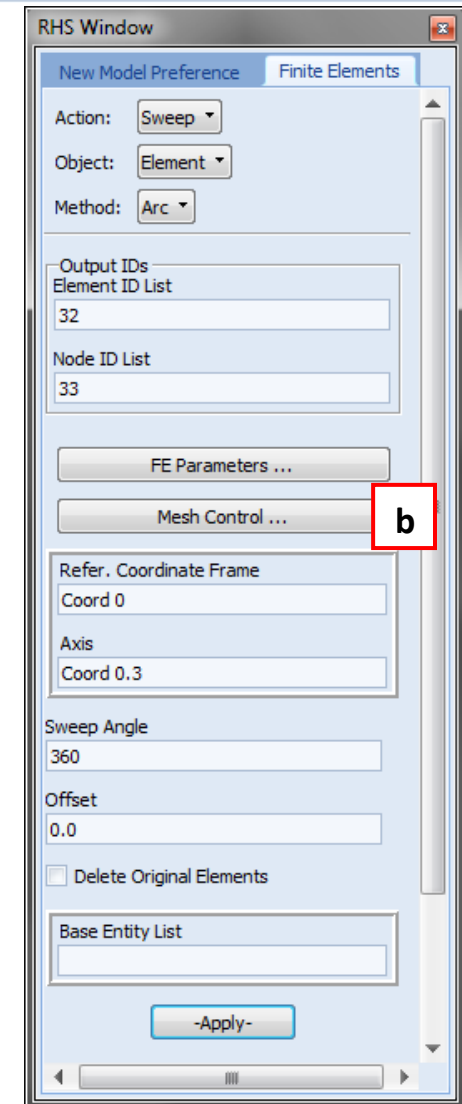 RHS Window
New Model Preference Finite Elements
Action: Sweep
Object: Element
Method: Arc
Output IDs
Element ID List
32
Node ID List
33
FE Parameters ...
Mesh Control ...
b
Refer. Coordinate Frame
Coord 0
Axis
Coord 0.3
Sweep Angle
360
Offset
0.0
Delete Original Elements
Base Entity List
-Apply-